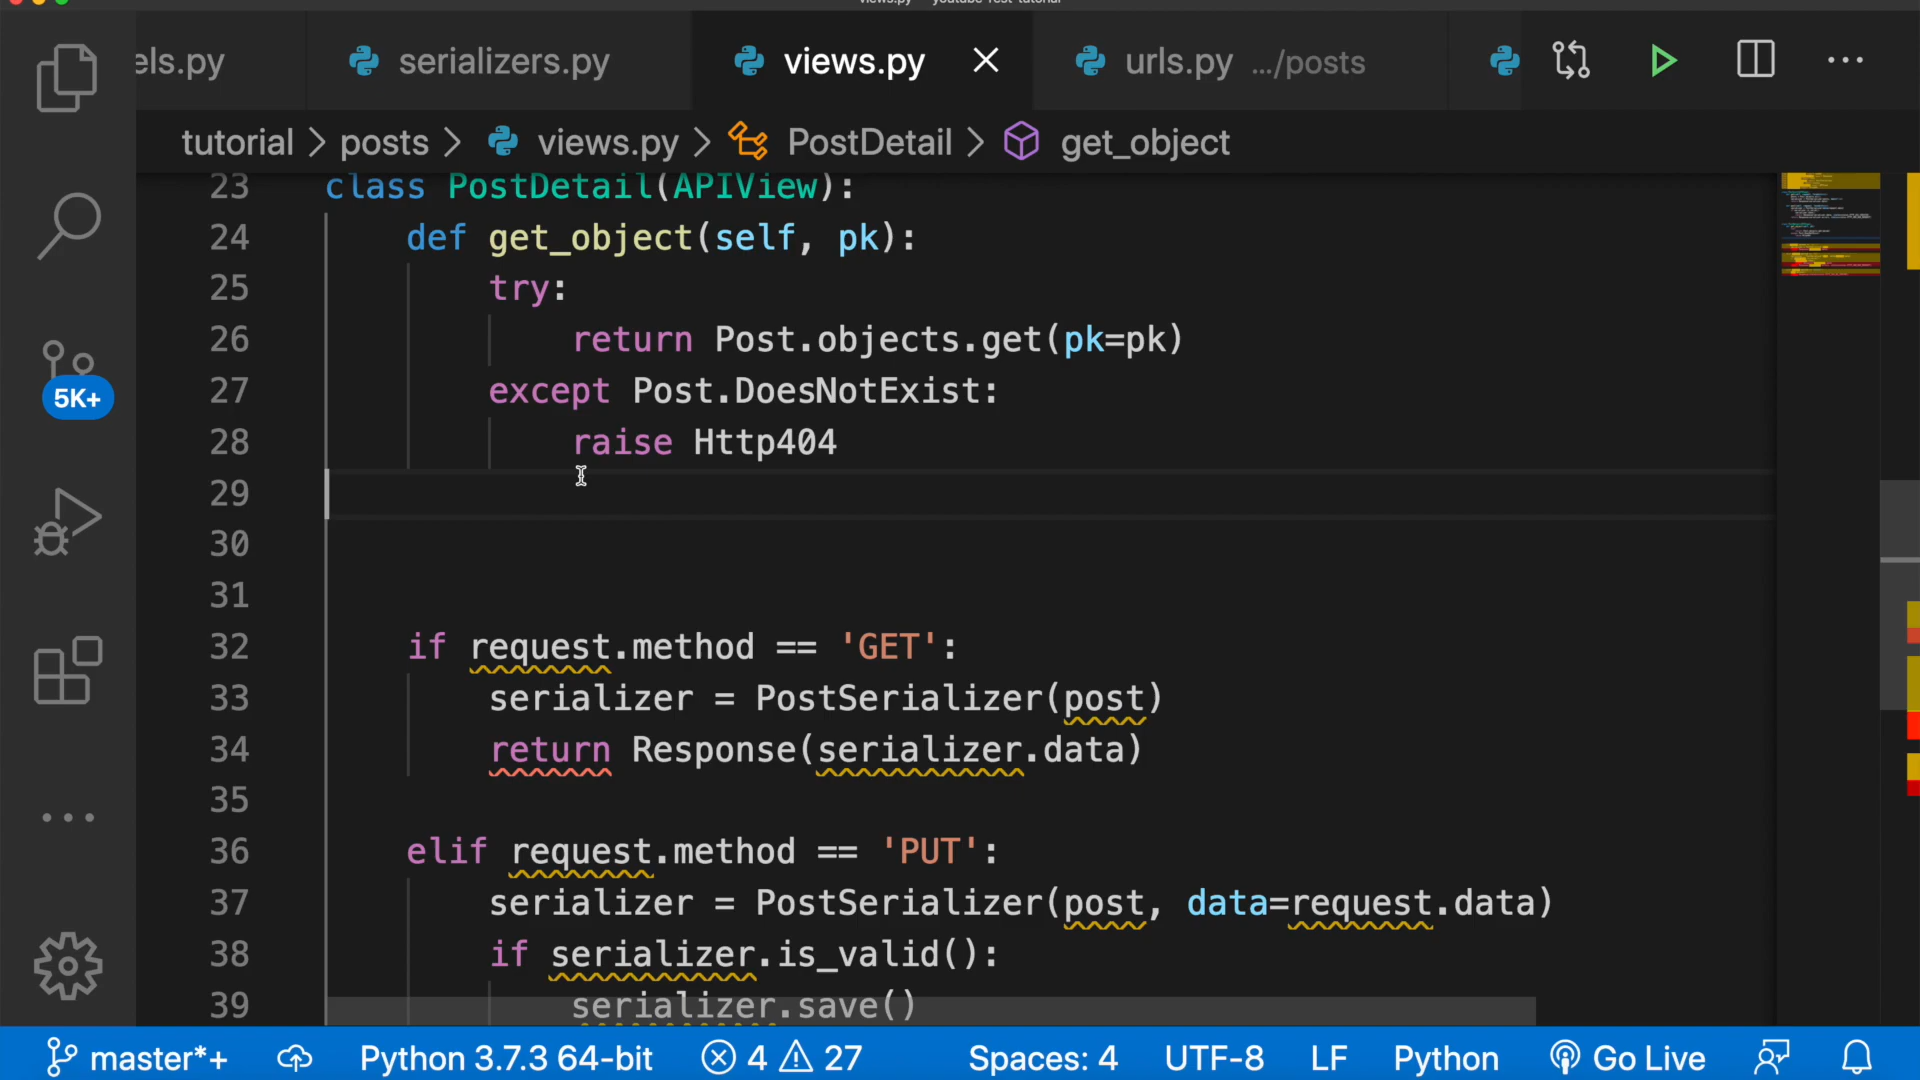 views.py — youtube-rest-tutorial
els.py serializers.py views.py urls.py .../posts
tutorial > posts > views.py > PostDetail > get_object
23 class PostDetail(APIView):
24 def get_object(self, pk):
25 try:
26 return Post.objects.get(pk=pk)
27 except Post.DoesNotExist:
28 raise Http404
29
30
31
32 if request.method == 'GET':
33 serializer = PostSerializer(post)
34 return Response(serializer.data)
35
36 elif request.method == 'PUT':
37 serializer = PostSerializer(post, data=request.data)
38 if serializer.is_valid():
39 serializer.save()
5K+
master*+ Python 3.7.3 64-bit 4 27 Spaces: 4 UTF-8 LF Python Go Live